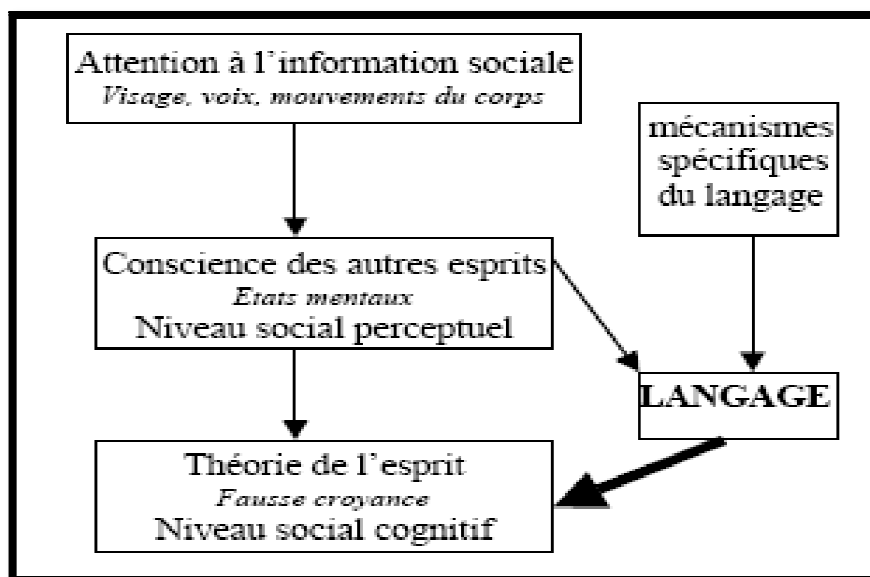 Attention à l'information sociale
Visage, voix, mouvements du corps
mécanismes
spécifiques
du langage
Conscience des autres esprits
Etats mentaux
Niveau social perceptuel
LANGAGE
Théorie de l'esprit
Fausse croyance
Niveau social cognitif